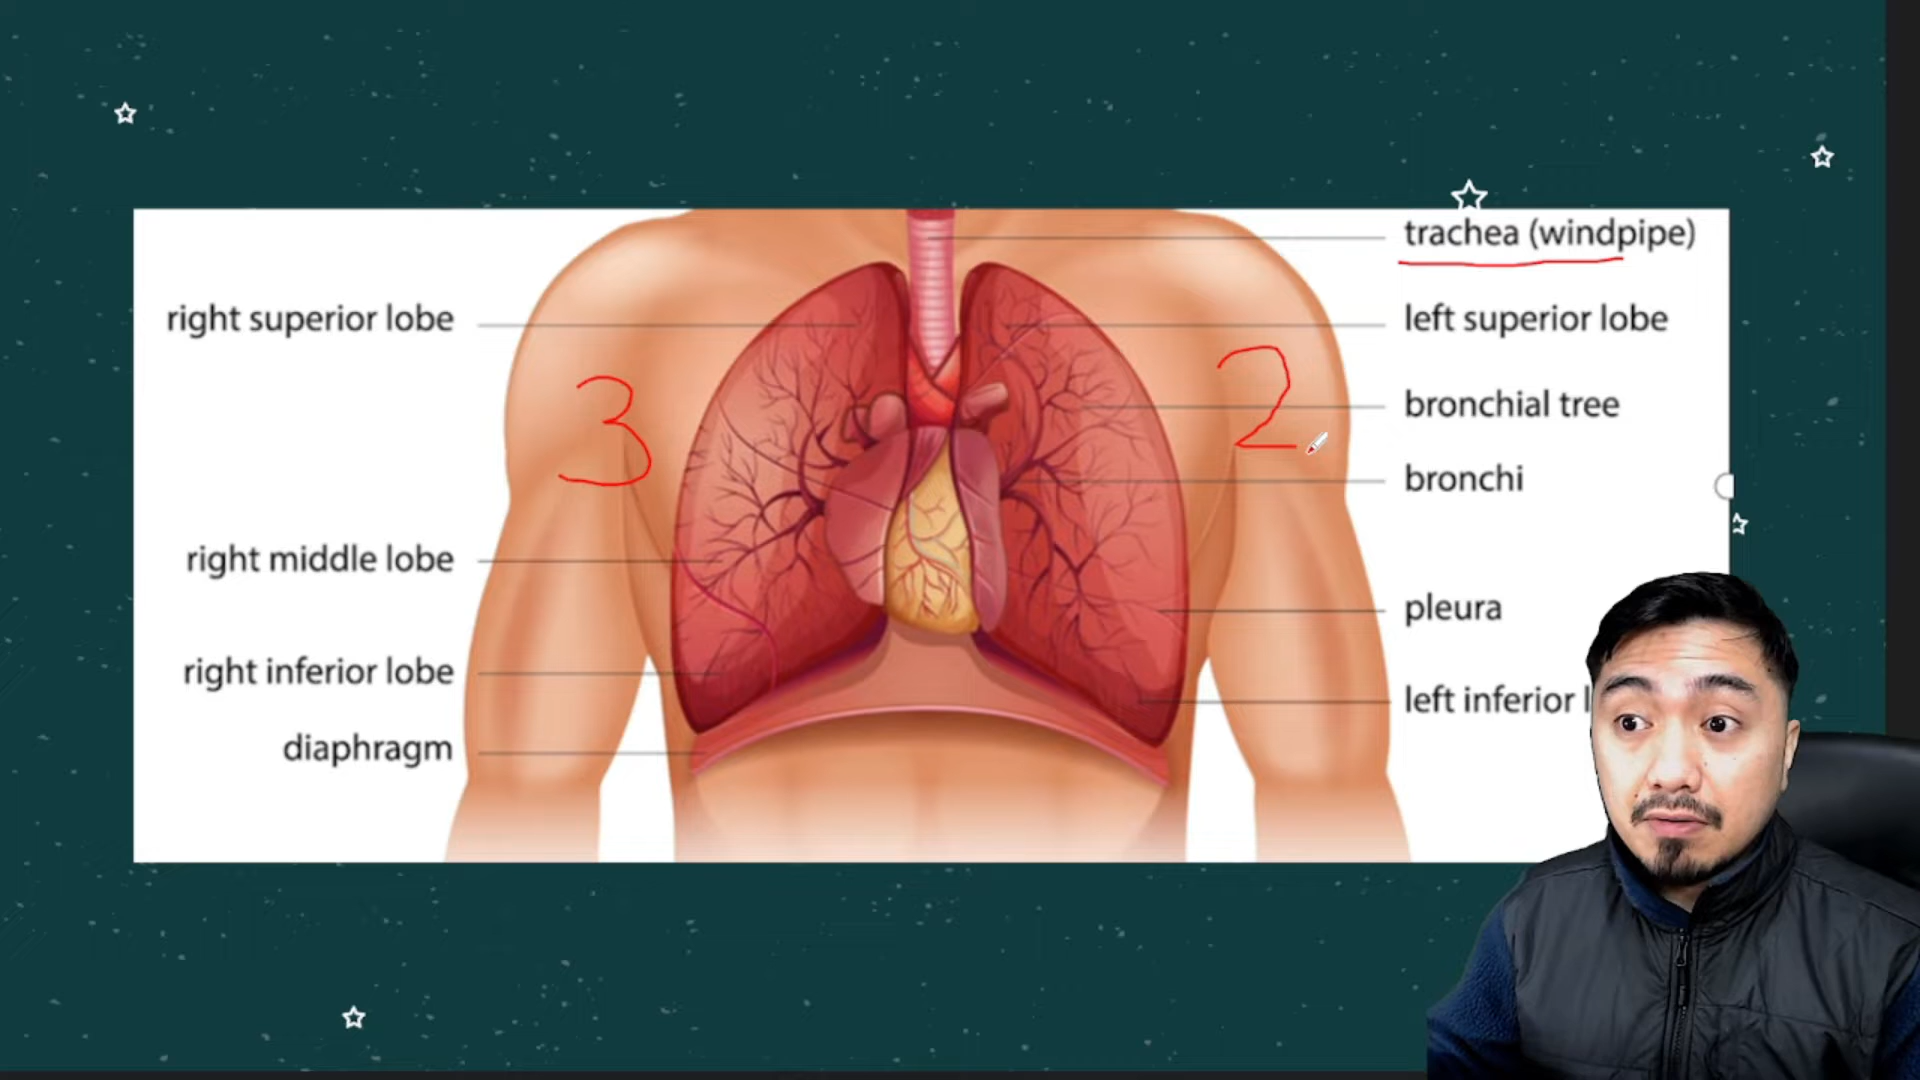 trachea (windpipe)
right superior lobe
left superior lobe
3
2
bronchial tree
bronchi
right middle lobe
pleura
right inferior lobe
left inferior
diaphragm